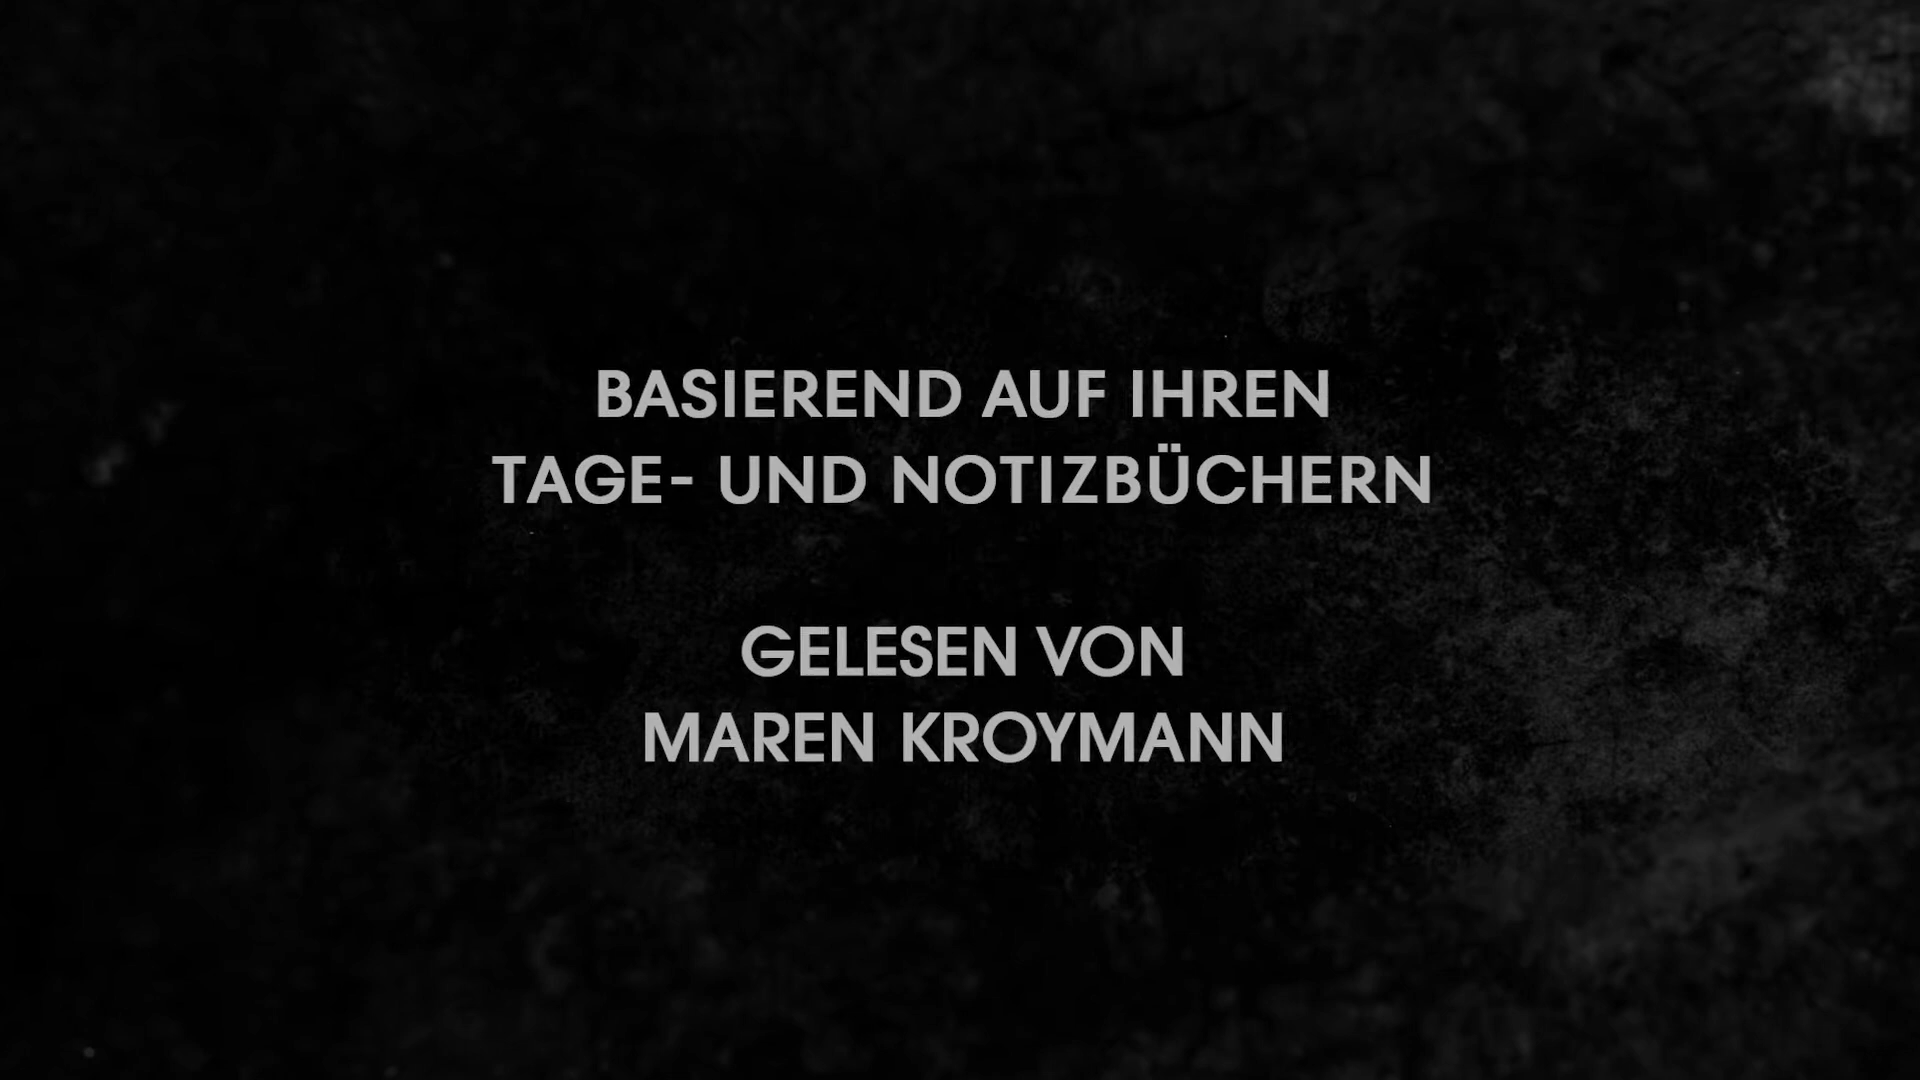 BASIEREND AUF IHREN
TAGE- UND NOTIZBÜCHERN
GELESEN VON
MAREN KROYMANN